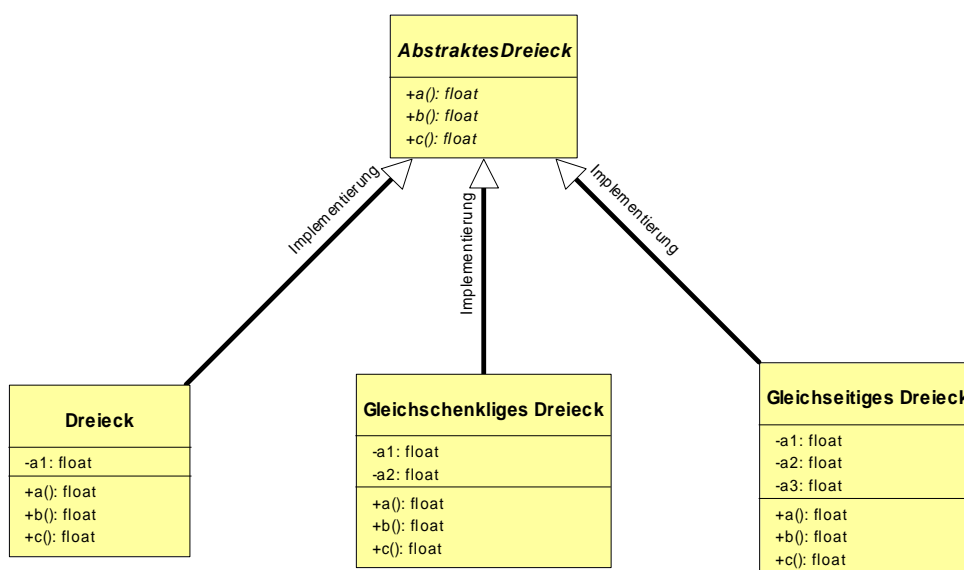 AbstraktesDreieck
+a(): float
+b(): float
+c(): float
Implementierung
Implementierung
Implementierung
Dreieck
-a1: float
+a(): float
+b(): float
+c(): float
Gleichschenkliges Dreieck
-a1: float
-a2: float
+a(): float
+b(): float
+c(): float
Gleichseitiges Dreieck
-a1: float
-a2: float
-a3: float
+a(): float
+b(): float
+c(): float